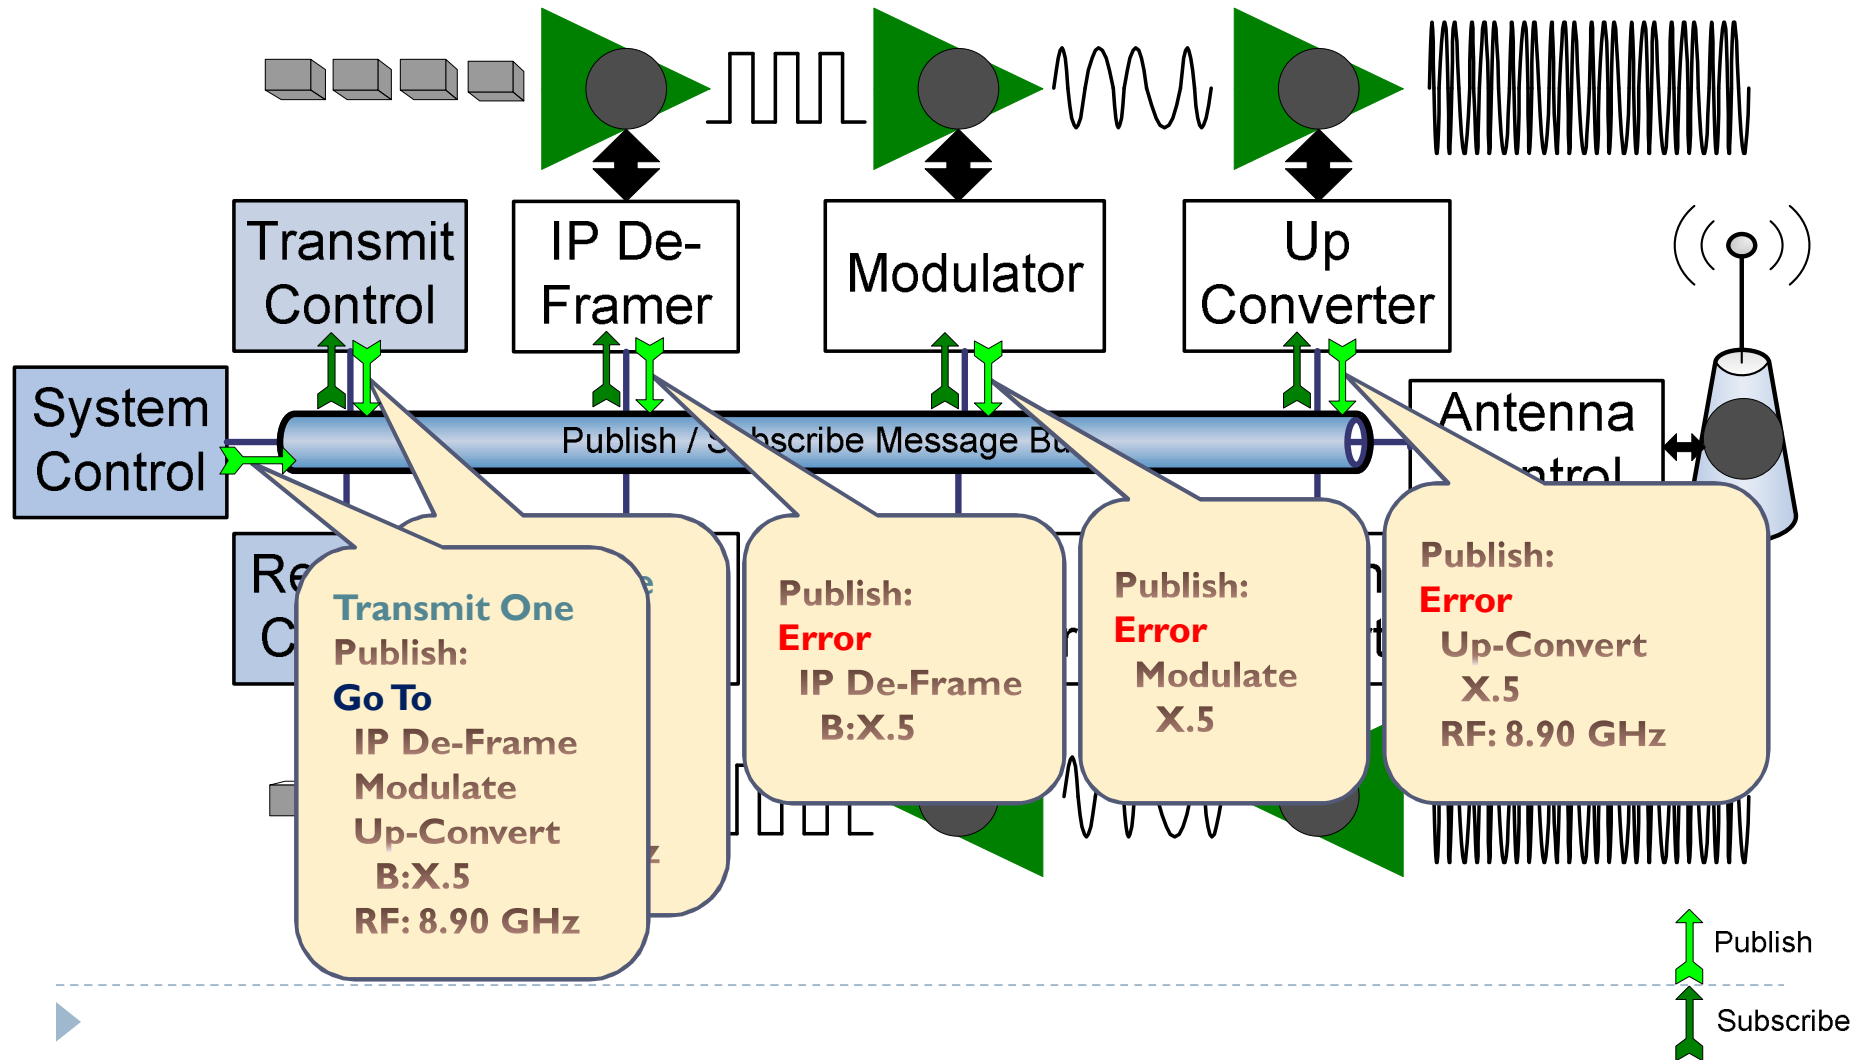 Transmit
Control
IP De-
Framer
Modulator
Up
Converter
System
Control
Publish / Subscribe Message Bu
Antenna
Control
Re
C
Transmit One
Publish:
Go To
IP De-Frame
Modulate
Up-Convert
B:X.5
RF: 8.90 GHz
Publish:
Error
IP De-Frame
B:X.5
Publish:
Error
Modulate
X.5
Publish:
Error
Up-Convert
X.5
RF: 8.90 GHz
Publish
Subscribe